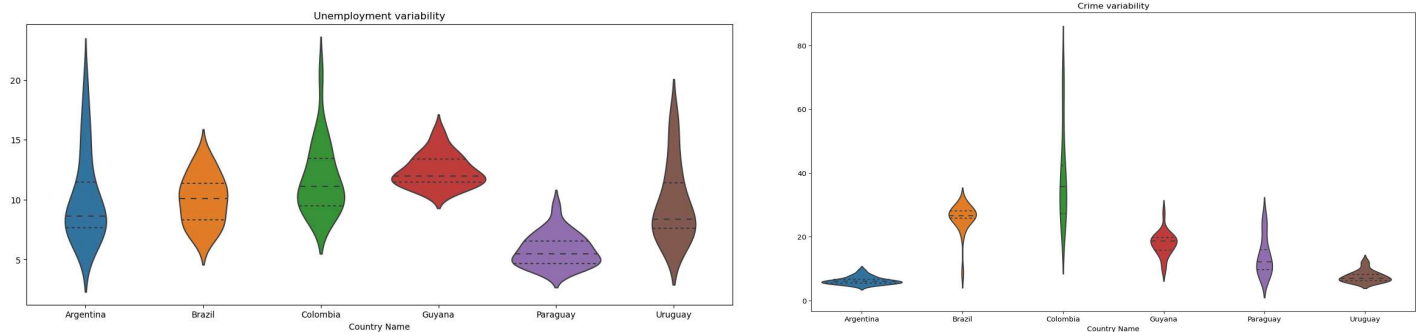 Unemployment variability
20
15
10
5
Argentina Brazil Colombia Guyana Paraguay Uruguay
Country Name
Crime variability
80
60
40
20
0
Argentina Brazil Colombia Guyana Paraguay Uruguay
Country Name